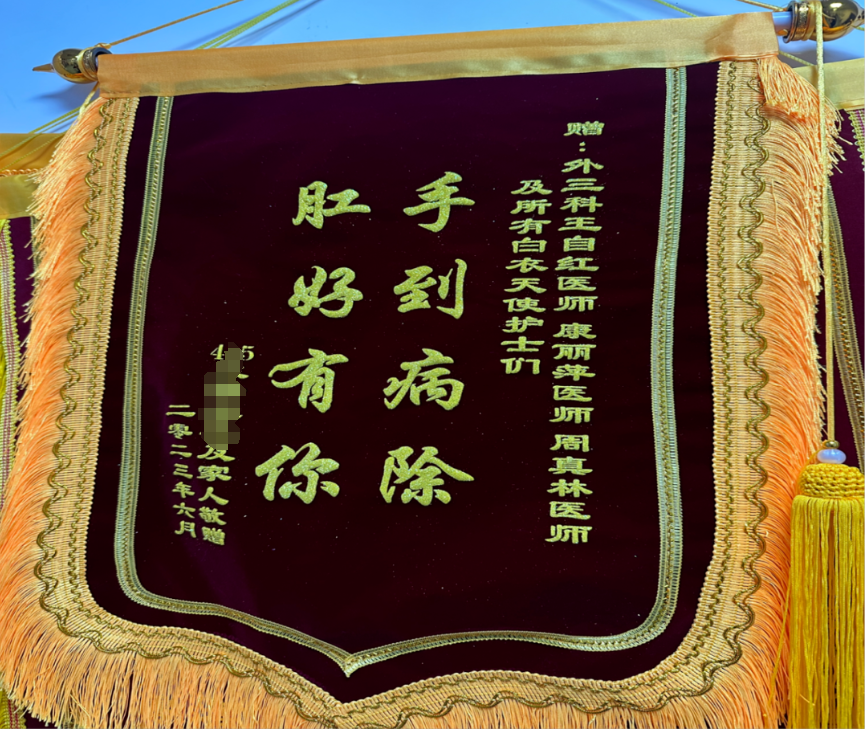 赠：外三科王自红医师 康丽萍医师 周真林医师
及所有白衣天使护士们
手到病除
肛好有你
4 5
及家人敬赠
二零二三年六月